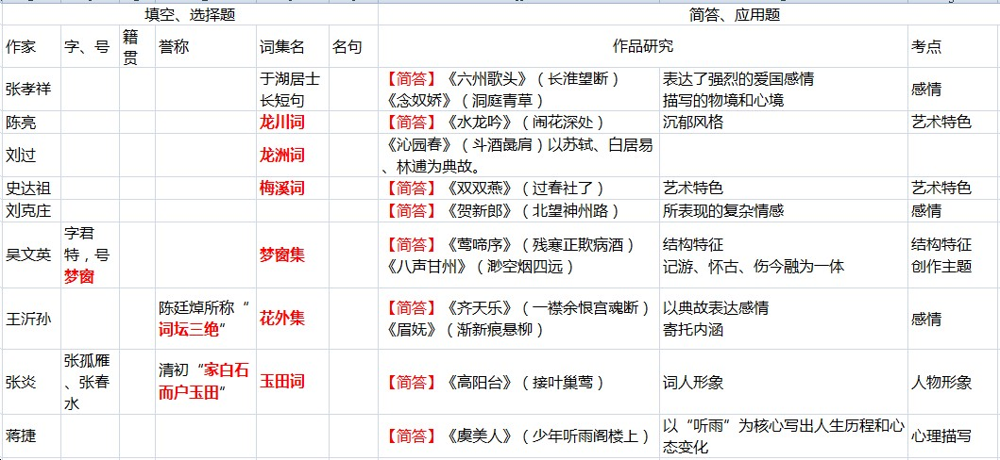 填空、选择题 简答、应用题
作家 字、号 籍贯 誉称 词集名 名句 作品研究 考点
张孝祥 于湖居士长短句 【简答】《六州歌头》（长淮望断） 表达了强烈的爱国感情 感情
《念奴娇》（洞庭青草） 描写的物境和心境
陈亮 龙川词 【简答】《水龙吟》（闹花深处） 沉郁风格 艺术特色
刘过 龙洲词 《沁园春》（斗酒彘肩）以苏轼、白居易
、林逋为典故。
史达祖 梅溪词 【简答】《双双燕》（过春社了） 艺术特色 艺术特色
刘克庄 【简答】《贺新郎》（北望神州路） 所表现的复杂情感 感情
吴文英 字君特，号梦窗 梦窗集 【简答】《莺啼序》（残寒正欺病酒） 结构特征 结构特征
《八声甘州》（渺空烟四远） 记游、怀古、伤今融为一体 创作主题
王沂孙 陈廷焯所称“词坛三绝” 花外集 【简答】《齐天乐》（一襟余恨宫魂断） 以典故表达感情 感情
《眉妩》（渐新痕悬柳） 寄托内涵
张炎 张孤雁、张春水 清初“家白石而户玉田” 玉田词 【简答】《高阳台》（接叶巢莺） 词人形象 人物形象
蒋捷 【简答】《虞美人》（少年听雨阁楼上） 以“听雨”为核心写出人生历程和心
态变化 心理描写